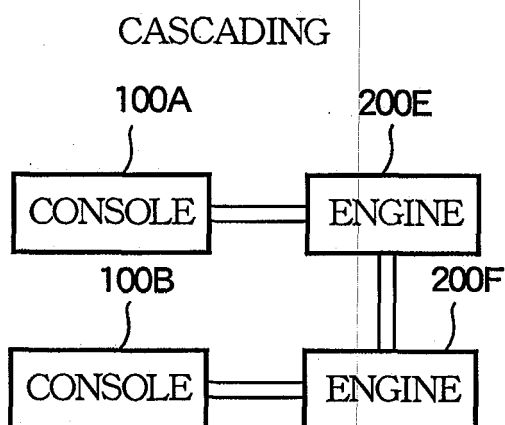 CASCADING
100A
200E
CONSOLE
ENGINE
100B
200F
CONSOLE
ENGINE